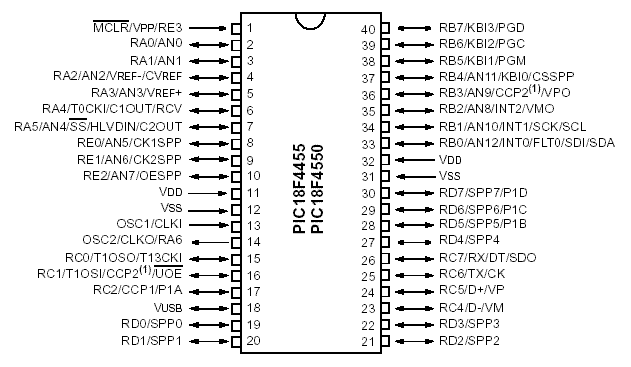 MCLR/VPP/RE3 1
RA0/AN0 2
RA1/AN1 3
RA2/AN2/VREF-/CVREF 4
RA3/AN3/VREF+ 5
RA4/T0CKI/C1OUT/RCV 6
RA5/AN4/SS/HLVDIN/C2OUT 7
RE0/AN5/CK1SPP 8
RE1/AN6/CK2SPP 9
RE2/AN7/OESPP 10
VDD 11
VSS 12
OSC1/CLKI 13
OSC2/CLKO/RA6 14
RC0/T1OSO/T13CKI 15
RC1/T1OSI/CCP2(1)/UOE 16
RC2/CCP1/P1A 17
VUSB 18
RD0/SPP0 19
RD1/SPP1 20
PIC18F4455
PIC18F4550
40 RB7/KBI3/PGD
39 RB6/KBI2/PGC
38 RB5/KBI1/PGM
37 RB4/AN11/KBI0/CSSPP
36 RB3/AN9/CCP2(1)/VPO
35 RB2/AN8/INT2/VMO
34 RB1/AN10/INT1/SCK/SCL
33 RB0/AN12/INT0/FLT0/SDI/SDA
32 VDD
31 VSS
30 RD7/SPP7/P1D
29 RD6/SPP6/P1C
28 RD5/SPP5/P1B
27 RD4/SPP4
26 RC7/RX/DT/SDO
25 RC6/TX/CK
24 RC5/D+/VP
23 RC4/D-/VM
22 RD3/SPP3
21 RD2/SPP2